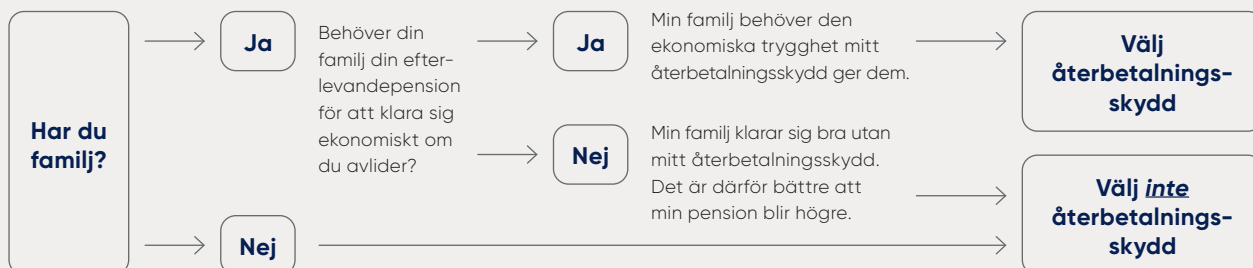 Har du
familj?
Ja
Behöver din
familj din efter-
levandepension
för att klara sig
ekonomiskt om
du avlider?
Ja
Min familj behöver den
ekonomiska trygghet mitt
återbetalningsskydd ger dem.
Välj
återbetalnings-
skydd
Nej
Min familj klarar sig bra utan
mitt återbetalningsskydd.
Det är därför bättre att
min pension blir högre.
Välj inte
återbetalnings-
skydd
Nej